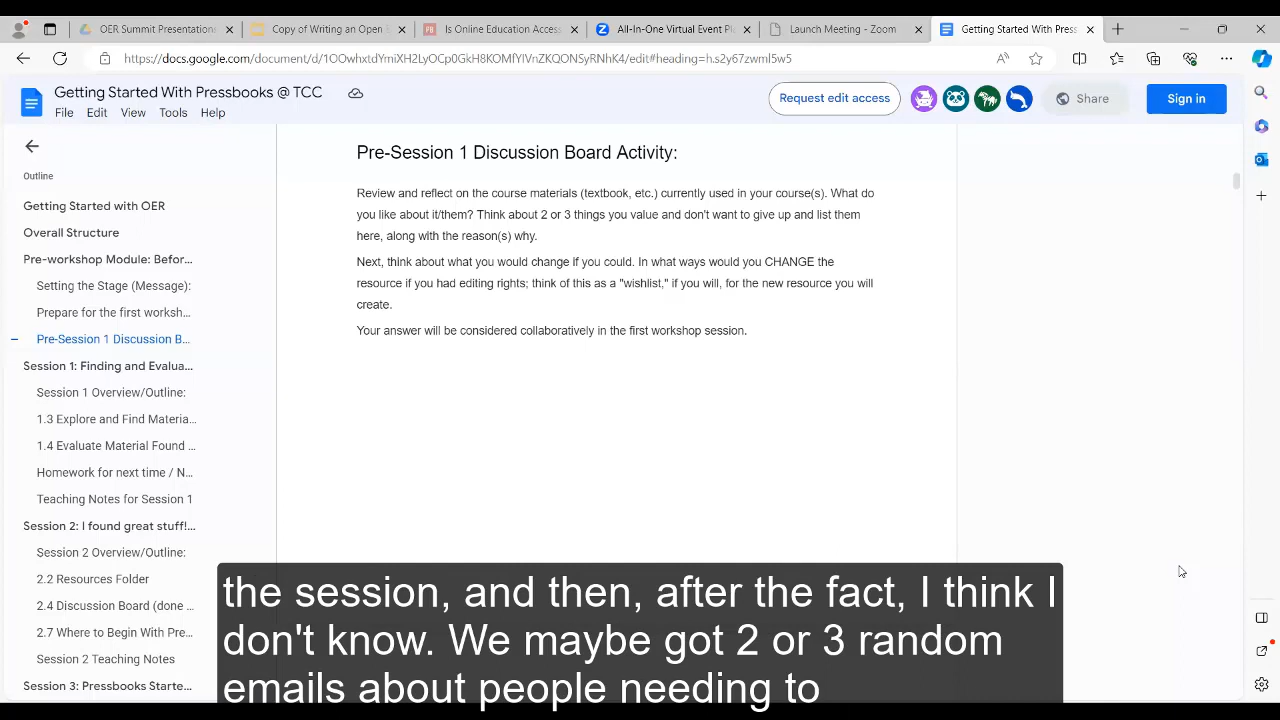 OER Summit Presentations
Copy of Writing an Open E
Is Online Education Access
All-In-One Virtual Event Pl
Launch Meeting - Zoom
Getting Started With Press
https://docs.google.com/document/d/1OOwhxtdYmiXH2LyOCp0GkH8KOMfYIVnZKQONSyRNhK4/edit#heading=h.s2y67zwml5w5
Getting Started With Pressbooks @ TCC
File Edit View Tools Help
Request edit access
Share
Sign in
Outline
Getting Started with OER
Overall Structure
Pre-workshop Module: Befor...
Setting the Stage (Message):
Prepare for the first worksh...
Pre-Session 1 Discussion B...
Session 1: Finding and Evalua...
Session 1 Overview/Outline:
1.3 Explore and Find Materia...
1.4 Evaluate Material Found ...
Homework for next time / N...
Teaching Notes for Session 1
Session 2: I found great stuff!...
Session 2 Overview/Outline:
2.2 Resources Folder
2.4 Discussion Board (done ...
2.7 Where to Begin With Pre...
Session 2 Teaching Notes
Session 3: Pressbooks Starte...
Pre-Session 1 Discussion Board Activity:
Review and reflect on the course materials (textbook, etc.) currently used in your course(s). What do
you like about it/them? Think about 2 or 3 things you value and don't want to give up and list them
here, along with the reason(s) why.
Next, think about what you would change if you could. In what ways would you CHANGE the
resource if you had editing rights; think of this as a "wishlist," if you will, for the new resource you will
create.
Your answer will be considered collaboratively in the first workshop session.
the session, and then, after the fact, I think I
don't know. We maybe got 2 or 3 random
emails about people needing to